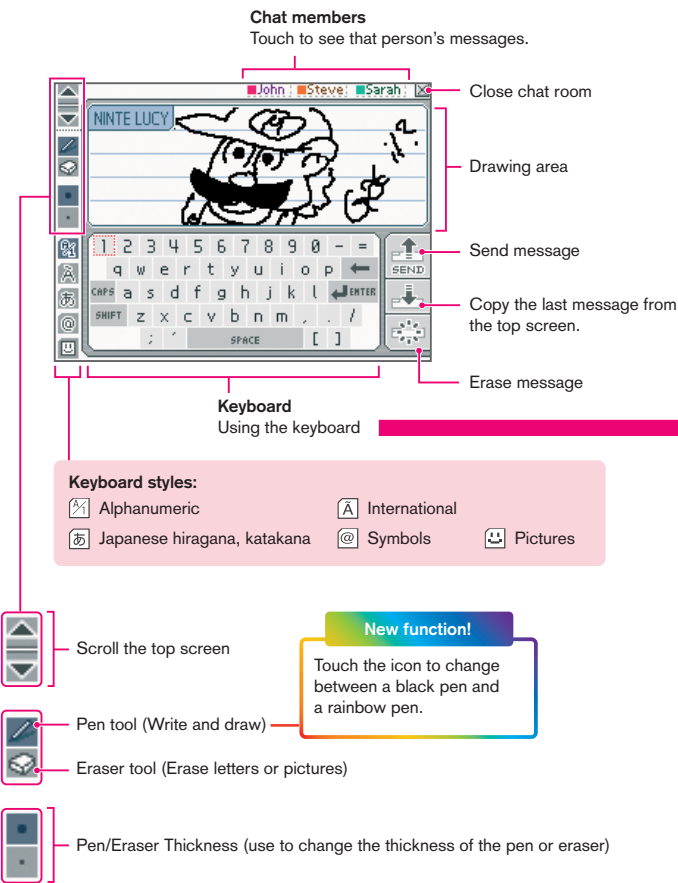 Chat members
Touch to see that person's messages.
John Steve Sarah
Close chat room
NINTE LUCY
Drawing area
1 2 3 4 5 6 7 8 9 0 - =
Send message
q w e r t y u i o p
SEND
CAPS a s d f g h j k l ENTER
Copy the last message from
the top screen.
SHIFT z x c v b n m , . /
; ´ SPACE [ ]
Erase message
Keyboard
Using the keyboard
Keyboard styles:
Alphanumeric
Ã International
あ Japanese hiragana, katakana
@ Symbols
Pictures
Scroll the top screen
New function!
Touch the icon to change
between a black pen and
a rainbow pen.
Pen tool (Write and draw)
Eraser tool (Erase letters or pictures)
Pen/Eraser Thickness (use to change the thickness of the pen or eraser)